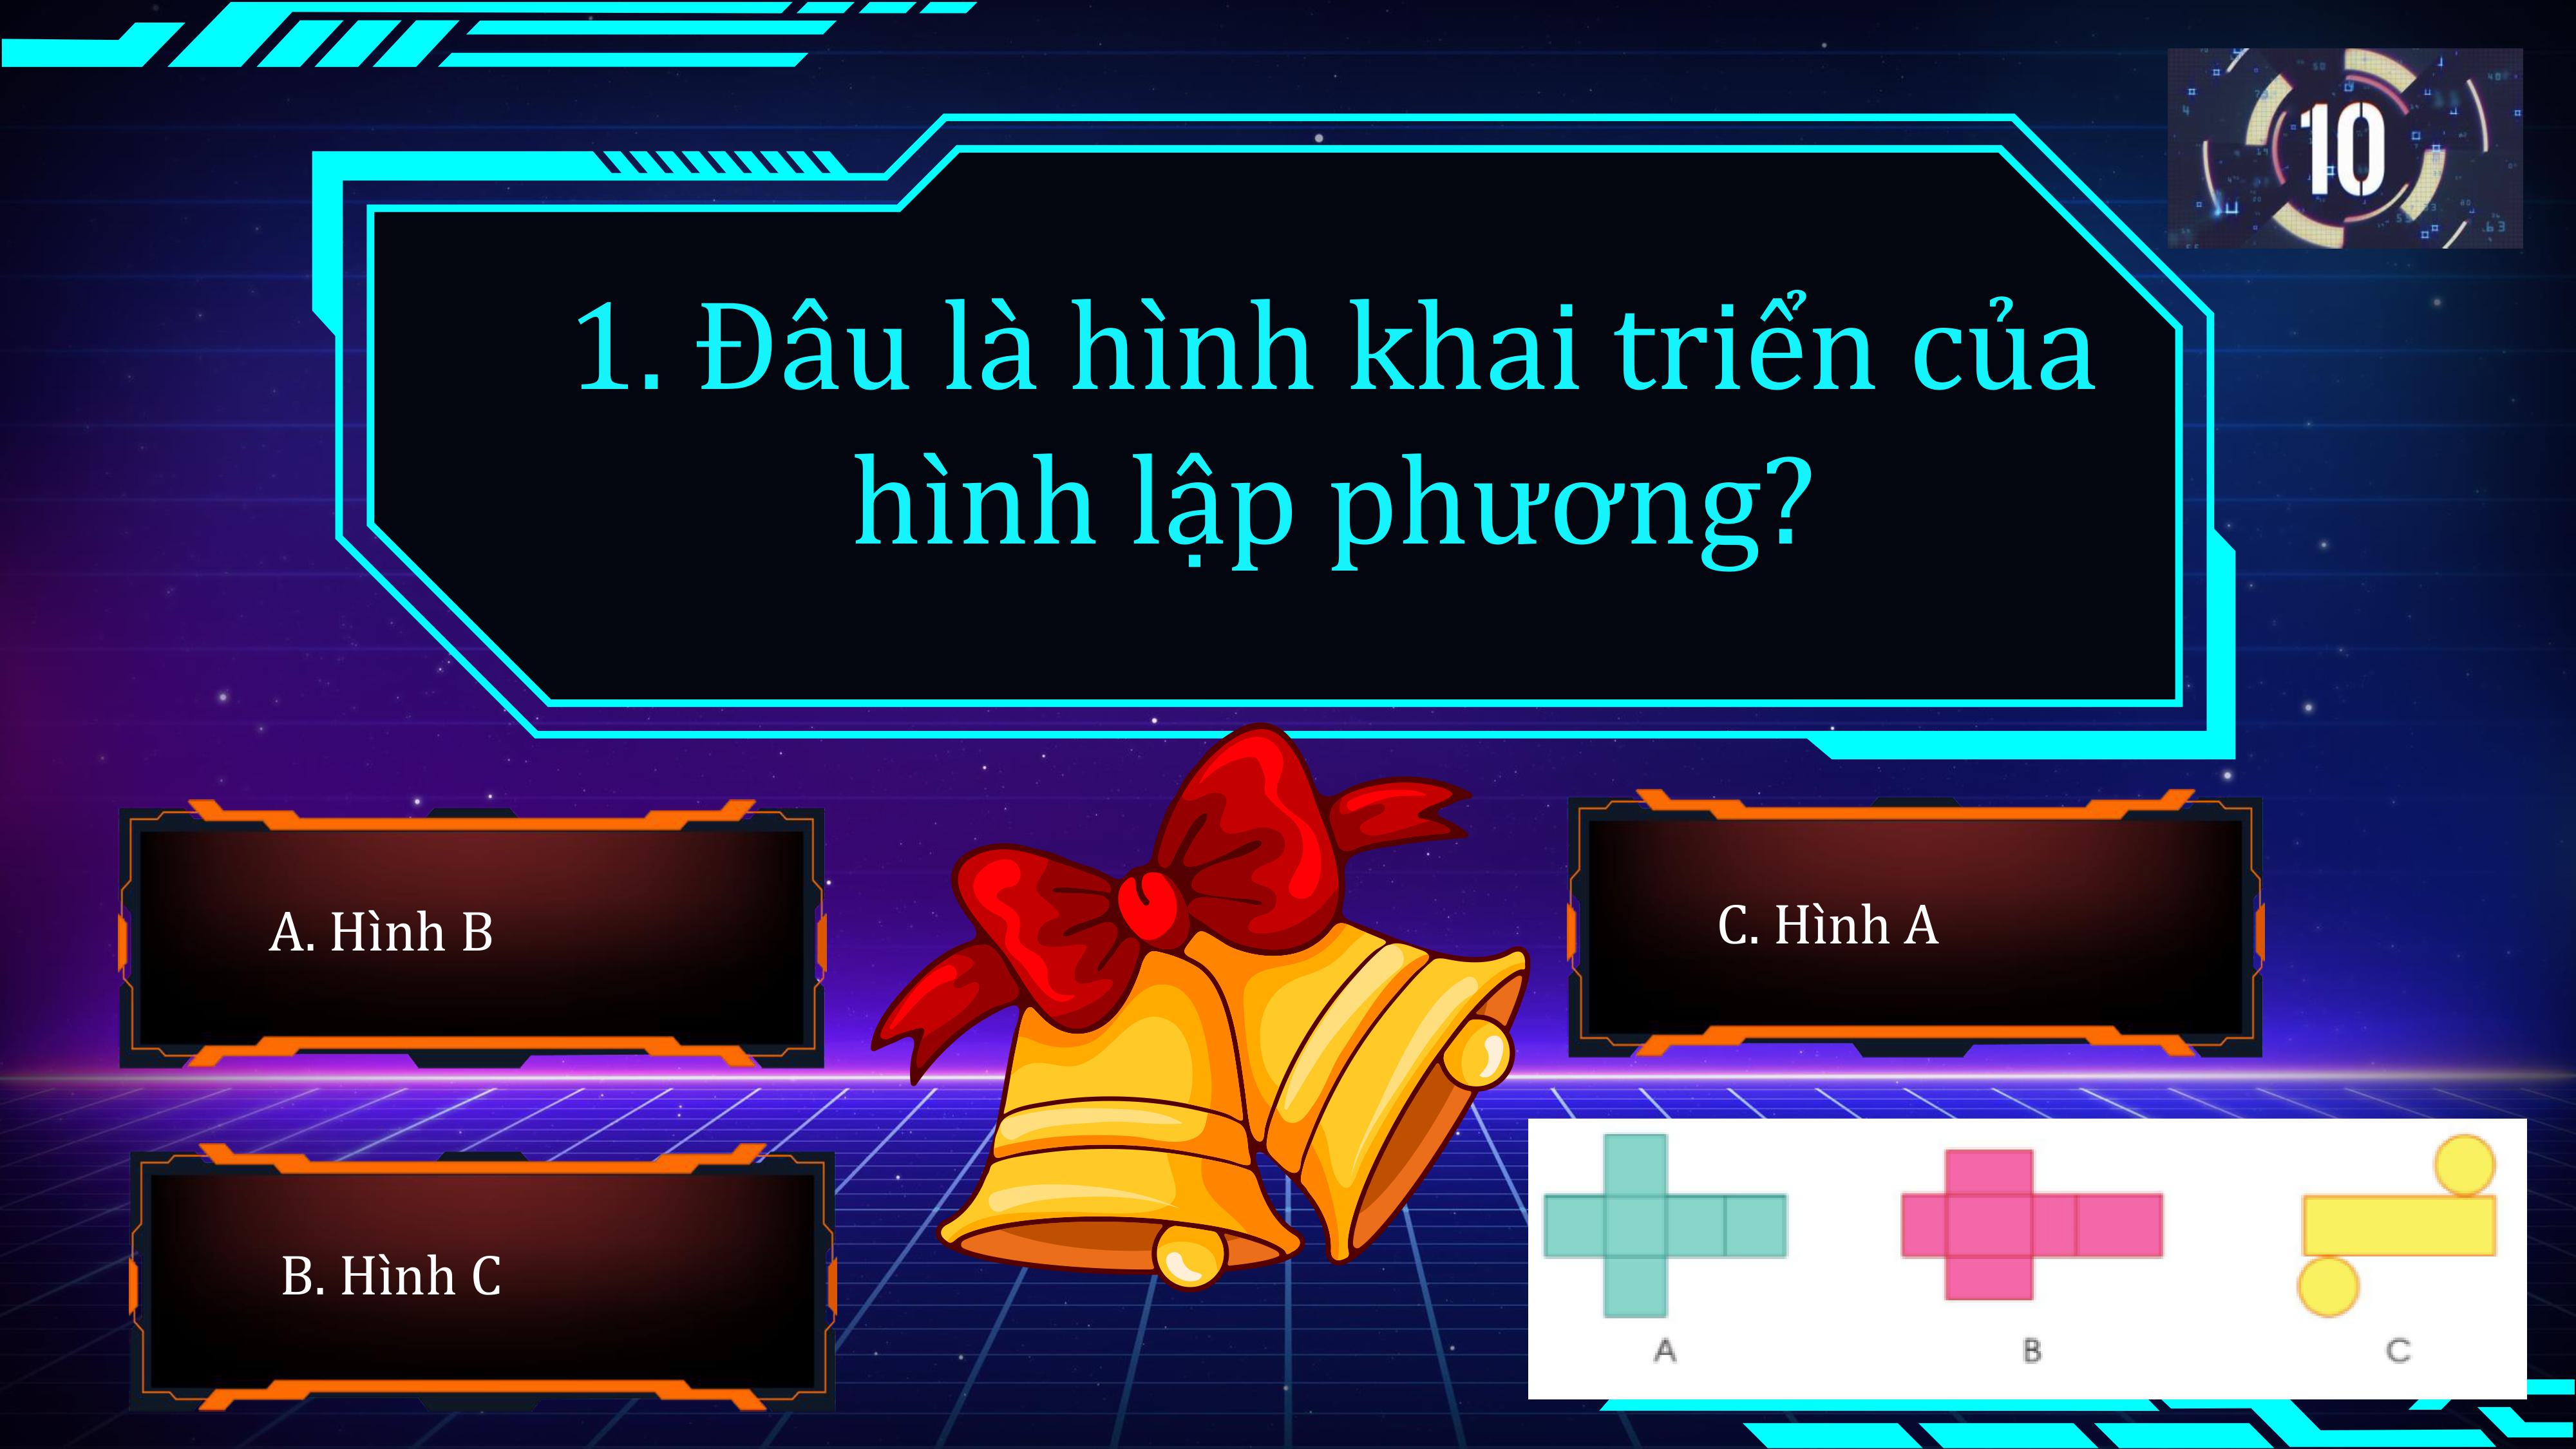 10
1. Đâu là hình khai triển của
hình lập phương?
A. Hình B
C. Hình A
B. Hình C
A
B
C